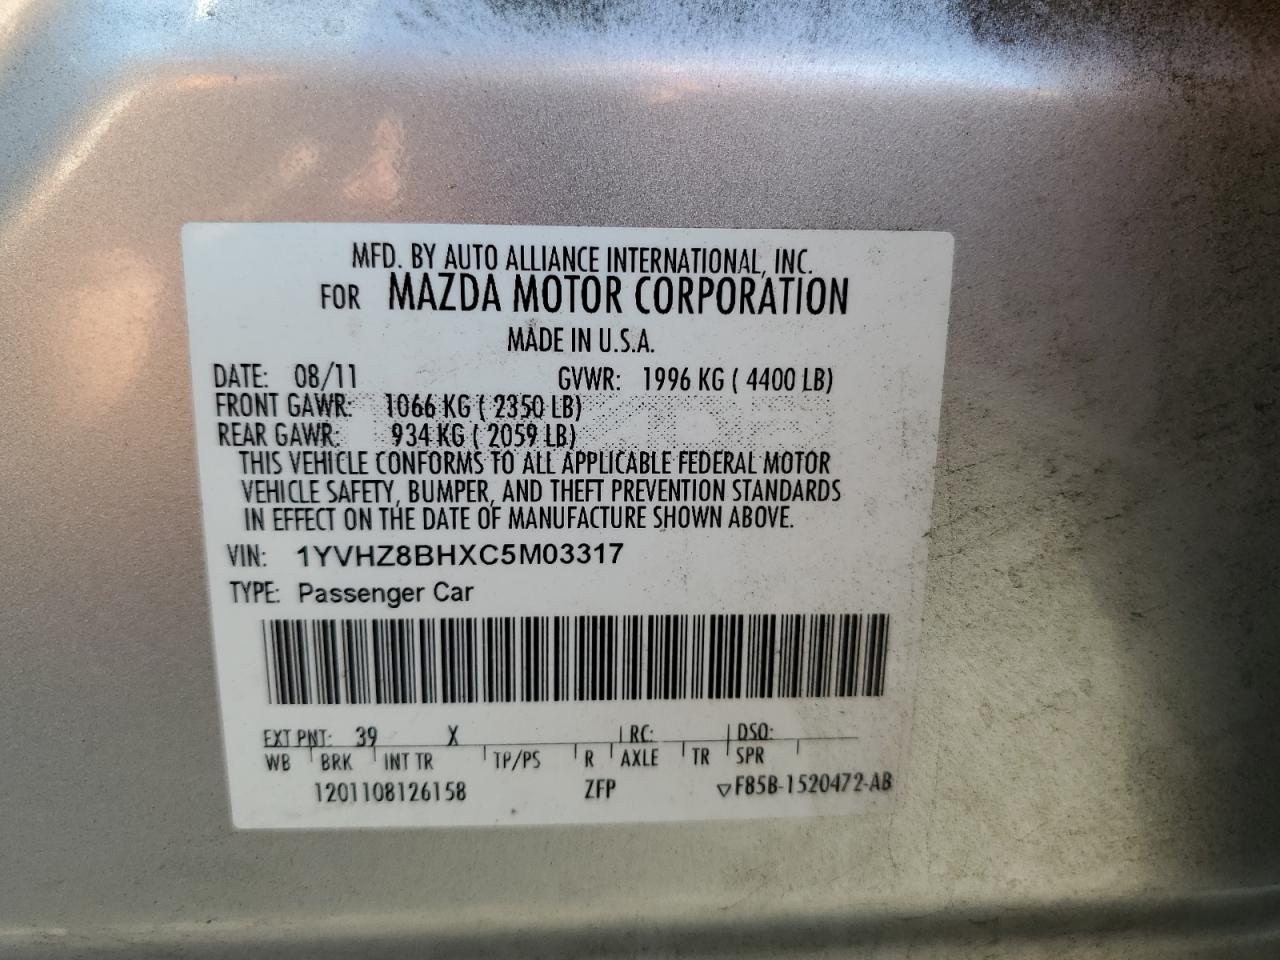 MFD. BY AUTO ALLIANCE INTERNATIONAL, INC.
FOR MAZDA MOTOR CORPORATION
MADE IN U.S.A.
DATE: 08/11 GVWR: 1996 KG ( 4400 LB)
FRONT GAWR: 1066 KG ( 2350 LB)
REAR GAWR: 934 KG ( 2059 LB)
THIS VEHICLE CONFORMS TO ALL APPLICABLE FEDERAL MOTOR
VEHICLE SAFETY, BUMPER, AND THEFT PREVENTION STANDARDS
IN EFFECT ON THE DATE OF MANUFACTURE SHOWN ABOVE.
VIN: 1YVHZ8BHXC5M03317
TYPE: Passenger Car
EXT PNT: 39 X RC: DSO:
WB BRK INT TR TP/PS R AXLE TR SPR
1201108126158 ZFP ▽F85B-1520472-AB